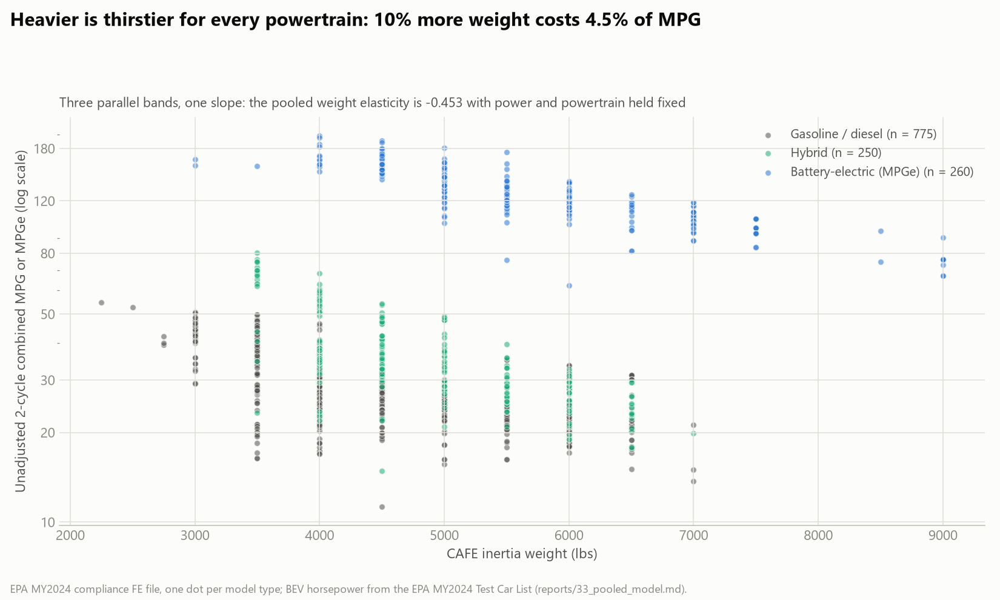 Heavier is thirstier for every powertrain: 10% more weight costs 4.5% of MPG
Three parallel bands, one slope: the pooled weight elasticity is -0.453 with power and powertrain held fixed
Gasoline / diesel (n = 775)
Hybrid (n = 250)
Battery-electric (MPGe) (n = 260)
Unadjusted 2-cycle combined MPG or MPGe (log scale)
180
120
80
50
30
20
10
2000 3000 4000 5000 6000 7000 8000 9000
CAFE inertia weight (lbs)
EPA MY2024 compliance FE file, one dot per model type; BEV horsepower from the EPA MY2024 Test Car List (reports/33_pooled_model.md).